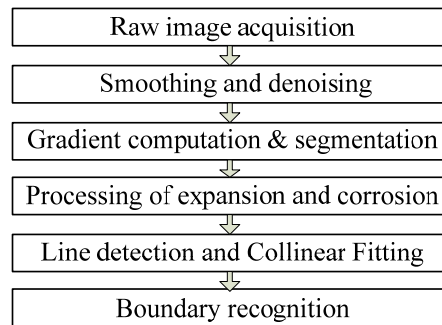 Raw image acquisition
Smoothing and denoising
Gradient computation & segmentation
Processing of expansion and corrosion
Line detection and Collinear Fitting
Boundary recognition